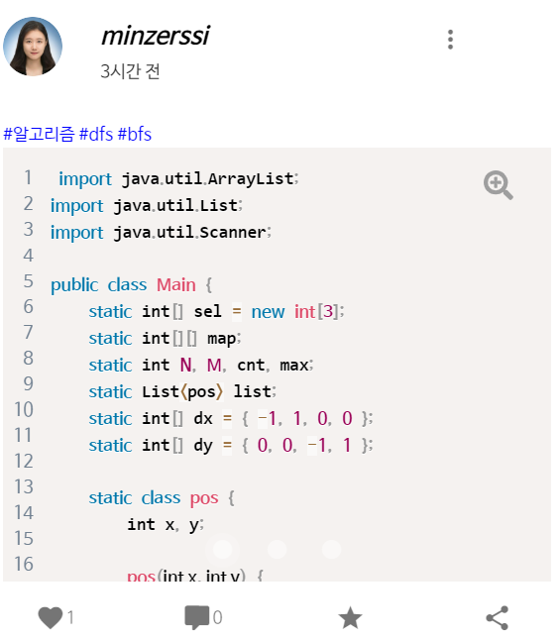 minzerssi
3시간 전
#알고리즘 #dfs #bfs
1 import java.util.ArrayList;
2 import java.util.List;
3 import java.util.Scanner;
4
5 public class Main {
6 static int[] sel = new int[3];
7 static int[][] map;
8 static int N, M, cnt, max;
9 static List<pos> list;
10 static int[] dx = { -1, 1, 0, 0 };
11 static int[] dy = { 0, 0, -1, 1 };
12
13 static class pos {
14 int x, y;
15
16 pos(int x, int y) {
1 0